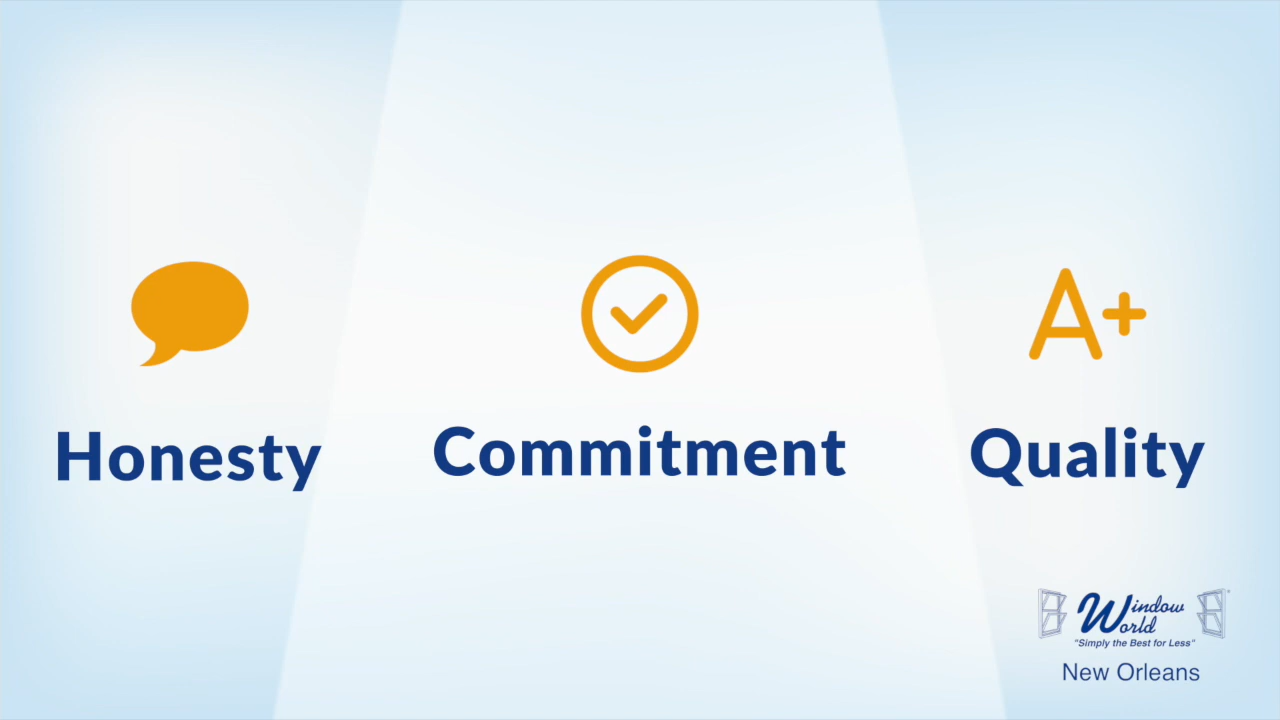 A+
Honesty
Commitment
Quality
Window
World
"Simply the Best for Less"
New Orleans